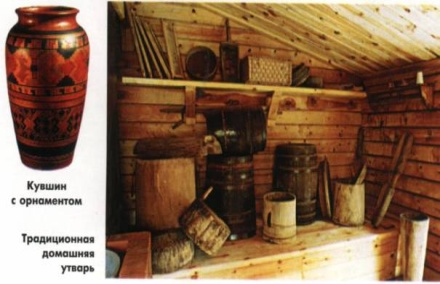 Кувшин
с орнаментом
Традиционная
домашняя
утварь